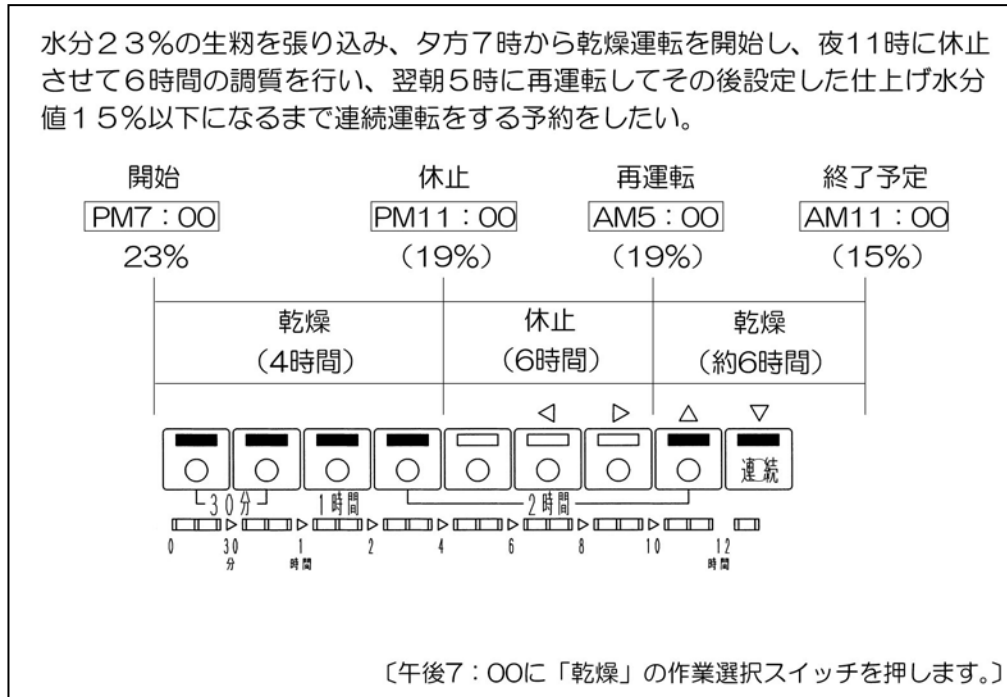 水分２３％の生籾を張り込み、夕方７時から乾燥運転を開始し、夜11時に休止
させて６時間の調質を行い、翌朝５時に再運転してその後設定した仕上げ水分
値１５％以下になるまで連続運転をする予約をしたい。
開始 休止 再運転 終了予定
PM7：00 PM11：00 AM5：00 AM11：00
23% （19%） （19%） （15%）
乾燥 休止 乾燥
（4時間） （6時間） （約6時間）
◁ ▷ △ ▽
連続
30分 1時間 2時間
0 30分 1時間 2 4 6 8 10 12時間
〔午後7：00に「乾燥」の作業選択スイッチを押します。〕